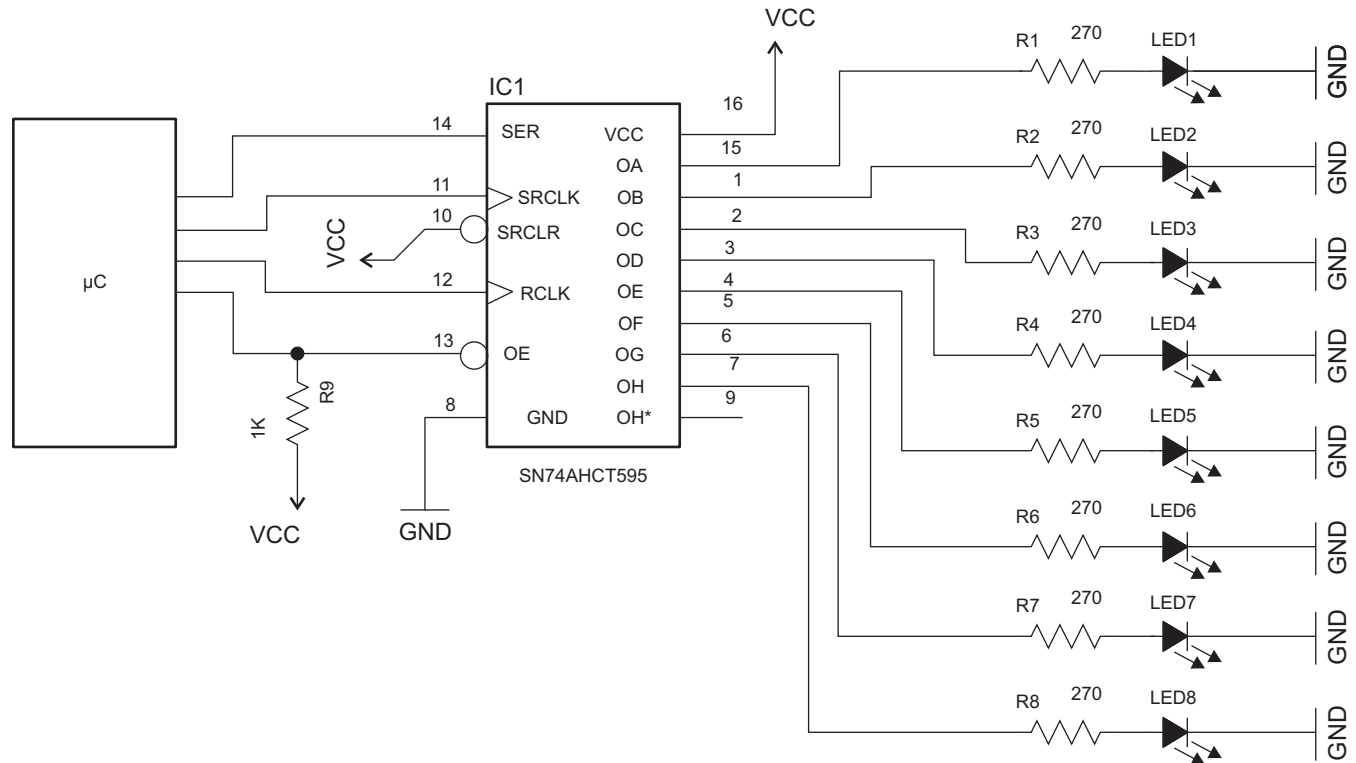 VCC
R1 270 LED1
GND
IC1
16
14 SER
VCC
15
OA
R2 270 LED2
GND
1
OB
11
SRCLK
10
SRCLR
VCC
2
OC
R3 270 LED3
GND
3
OD
µC
12
RCLK
4
OE
5
OF
R4 270 LED4
GND
13
OE
6
OG
7
OH
R9
1K
8
GND
9
OH*
R5 270 LED5
GND
SN74AHCT595
VCC
GND
R6 270 LED6
GND
R7 270 LED7
GND
R8 270 LED8
GND